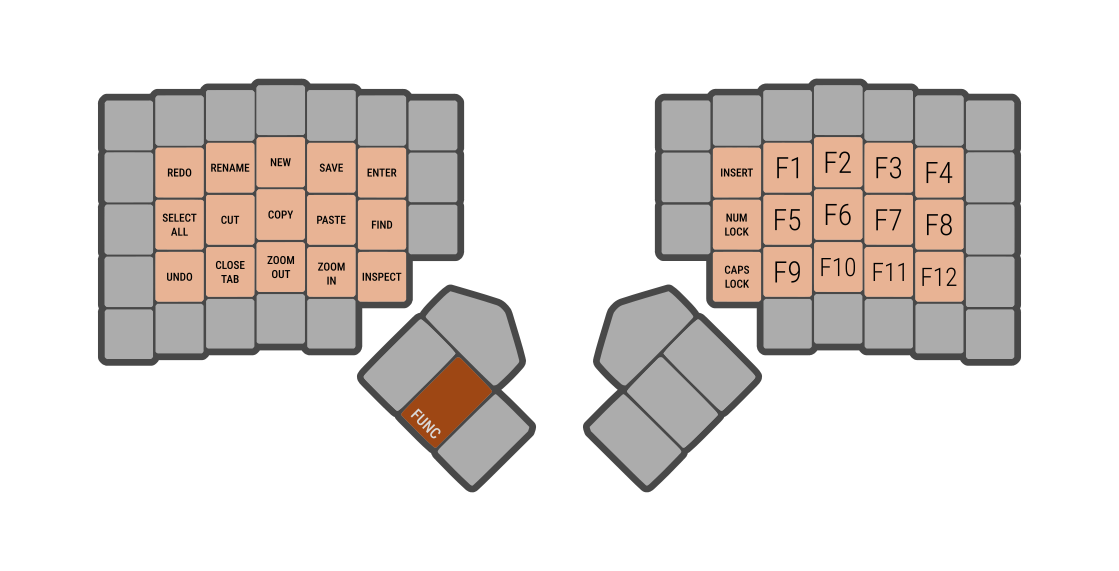 REDO
RENAME
NEW
SAVE
ENTER
SELECT
ALL
CUT
COPY
PASTE
FIND
UNDO
CLOSE
TAB
ZOOM
OUT
ZOOM
IN
INSPECT
FUNC
INSERT
F1
F2
F3
F4
NUM
LOCK
F5
F6
F7
F8
CAPS
LOCK
F9
F10
F11
F12